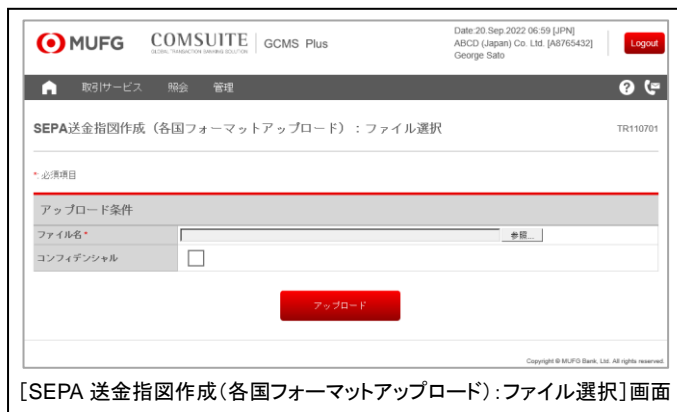 MUFG COMSUITE GCMS Plus
GLOBAL TRANSACTION BANKING SOLUTION
Date:20.Sep.2022 06:59 [JPN]
ABCD (Japan) Co. Ltd. [A8765432]
George Sato
Logout
取引サービス 照会 管理
SEPA送金指図作成（各国フォーマットアップロード）：ファイル選択 TR110701
*: 必須項目
アップロード条件
ファイル名* 参照...
コンフィデンシャル
アップロード
Copyright © MUFG Bank, Ltd. All rights reserved.
[SEPA 送金指図作成(各国フォーマットアップロード):ファイル選択]画面